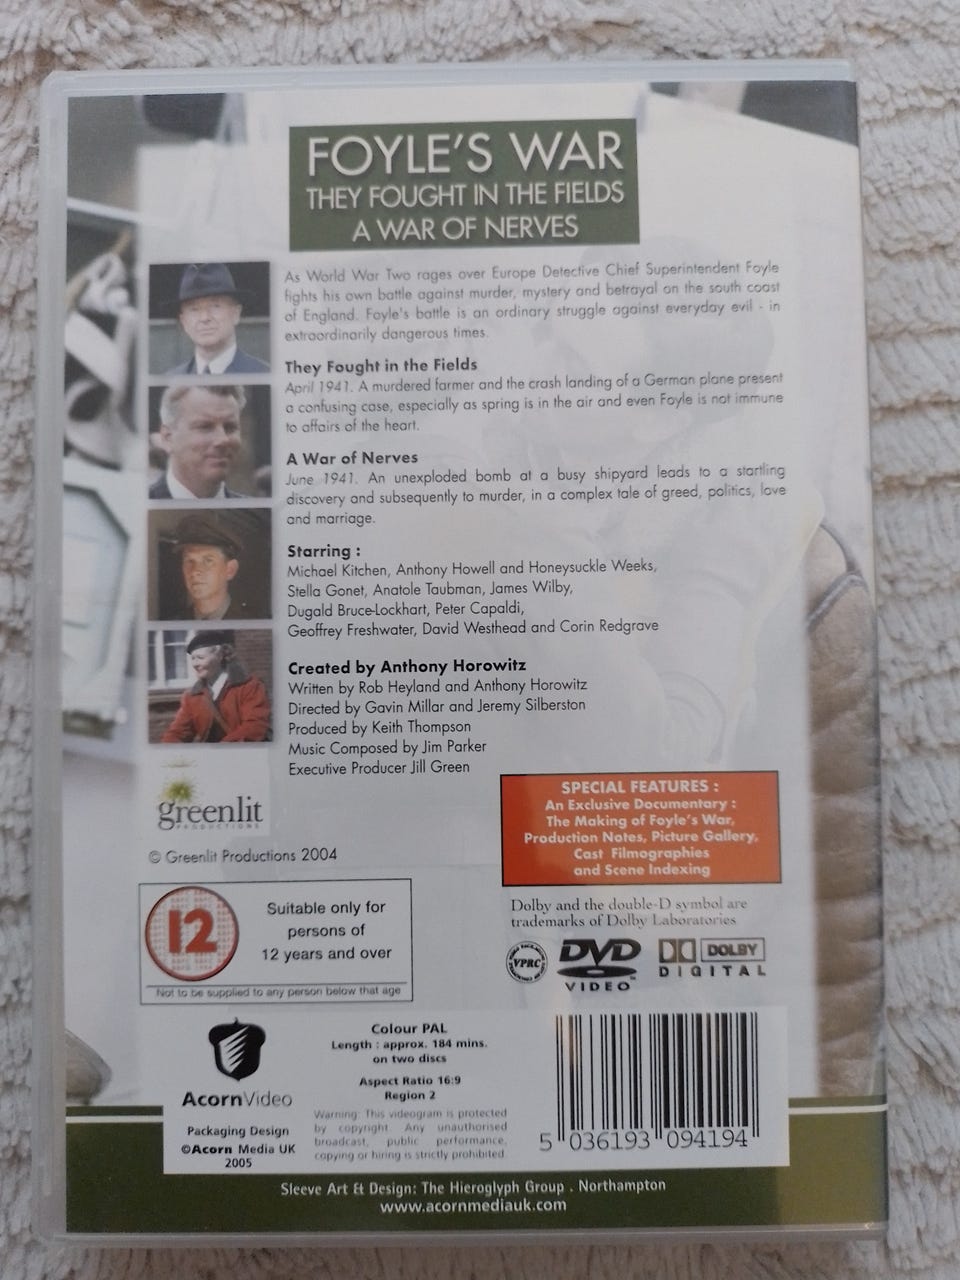 FOYLE'S WAR
THEY FOUGHT IN THE FIELDS
A WAR OF NERVES
As World War Two rages over Europe Detective Chief Superintendent Foyle
fights his own battle against murder, mystery and betrayal on the south coast
of England. Foyle's battle is an ordinary struggle against everyday evil - in
extraordinarily dangerous times.
They Fought in the Fields
April 1941. A murdered farmer and the crash landing of a German plane present
a confusing case, especially as spring is in the air and even Foyle is not immune
to affairs of the heart.
A War of Nerves
June 1941. An unexploded bomb at a busy shipyard leads to a startling
discovery and subsequently to murder, in a complex tale of greed, politics, love
and marriage.
Starring :
Michael Kitchen, Anthony Howell and Honeysuckle Weeks,
Stella Gonet, Anatole Taubman, James Wilby,
Dugald Bruce-Lockhart, Peter Capaldi,
Geoffrey Freshwater, David Westhead and Corin Redgrave
Created by Anthony Horowitz
Written by Rob Heyland and Anthony Horowitz
Directed by Gavin Millar and Jeremy Silberston
Produced by Keith Thompson
Music Composed by Jim Parker
Executive Producer Jill Green
greenlit
PRODUCTIONS
© Greenlit Productions 2004
SPECIAL FEATURES :
An Exclusive Documentary :
The Making of Foyle's War,
Production Notes, Picture Gallery,
Cast Filmographies
and Scene Indexing
12
Suitable only for
persons of
12 years and over
Not to be supplied to any person below that age
Dolby and the double-D symbol are
trademarks of Dolby Laboratories
VPRC
DVD
VIDEO
DOLBY
DIGITAL
AcornVideo
Packaging Design
©Acorn Media UK
2005
Colour PAL
Length : approx. 184 mins.
on two discs
Aspect Ratio 16:9
Region 2
Warning: This videogram is protected
by copyright. Any unauthorised
broadcast, public performance,
copying or hiring is strictly prohibited.
5 036193 094194
Sleeve Art & Design: The Hieroglyph Group . Northampton
www.acornmediauk.com